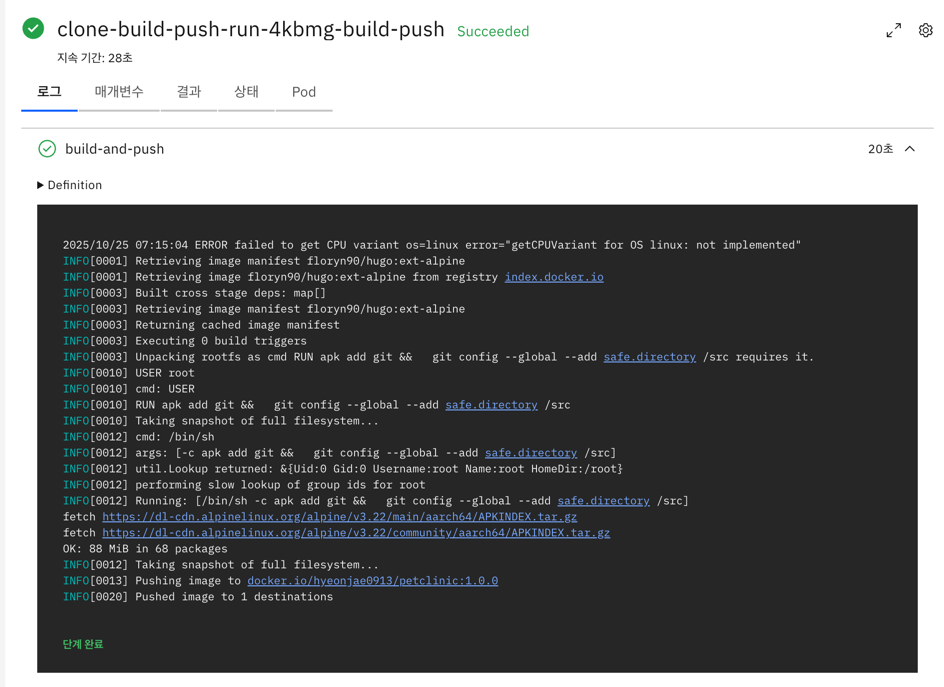 clone-build-push-run-4kbmg-build-push Succeeded
지속 기간: 28초
로그 매개변수 결과 상태 Pod
build-and-push 20초
Definition
2025/10/25 07:15:04 ERROR failed to get CPU variant os=linux error="getCPUVariant for OS linux: not implemented"
INFO[0001] Retrieving image manifest floryn90/hugo:ext-alpine
INFO[0001] Retrieving image floryn90/hugo:ext-alpine from registry index.docker.io
INFO[0003] Built cross stage deps: map[]
INFO[0003] Retrieving image manifest floryn90/hugo:ext-alpine
INFO[0003] Returning cached image manifest
INFO[0003] Executing 0 build triggers
INFO[0003] Unpacking rootfs as cmd RUN apk add git &&   git config --global --add safe.directory /src requires it.
INFO[0010] USER root
INFO[0010] cmd: USER
INFO[0010] RUN apk add git &&   git config --global --add safe.directory /src
INFO[0010] Taking snapshot of full filesystem...
INFO[0012] cmd: /bin/sh
INFO[0012] args: [-c apk add git &&   git config --global --add safe.directory /src]
INFO[0012] util.Lookup returned: &{Uid:0 Gid:0 Username:root Name:root HomeDir:/root}
INFO[0012] performing slow lookup of group ids for root
INFO[0012] Running: [/bin/sh -c apk add git &&   git config --global --add safe.directory /src]
fetch https://dl-cdn.alpinelinux.org/alpine/v3.22/main/aarch64/APKINDEX.tar.gz
fetch https://dl-cdn.alpinelinux.org/alpine/v3.22/community/aarch64/APKINDEX.tar.gz
OK: 88 MiB in 68 packages
INFO[0012] Taking snapshot of full filesystem...
INFO[0013] Pushing image to docker.io/hyeonjae0913/petclinic:1.0.0
INFO[0020] Pushed image to 1 destinations
단계 완료